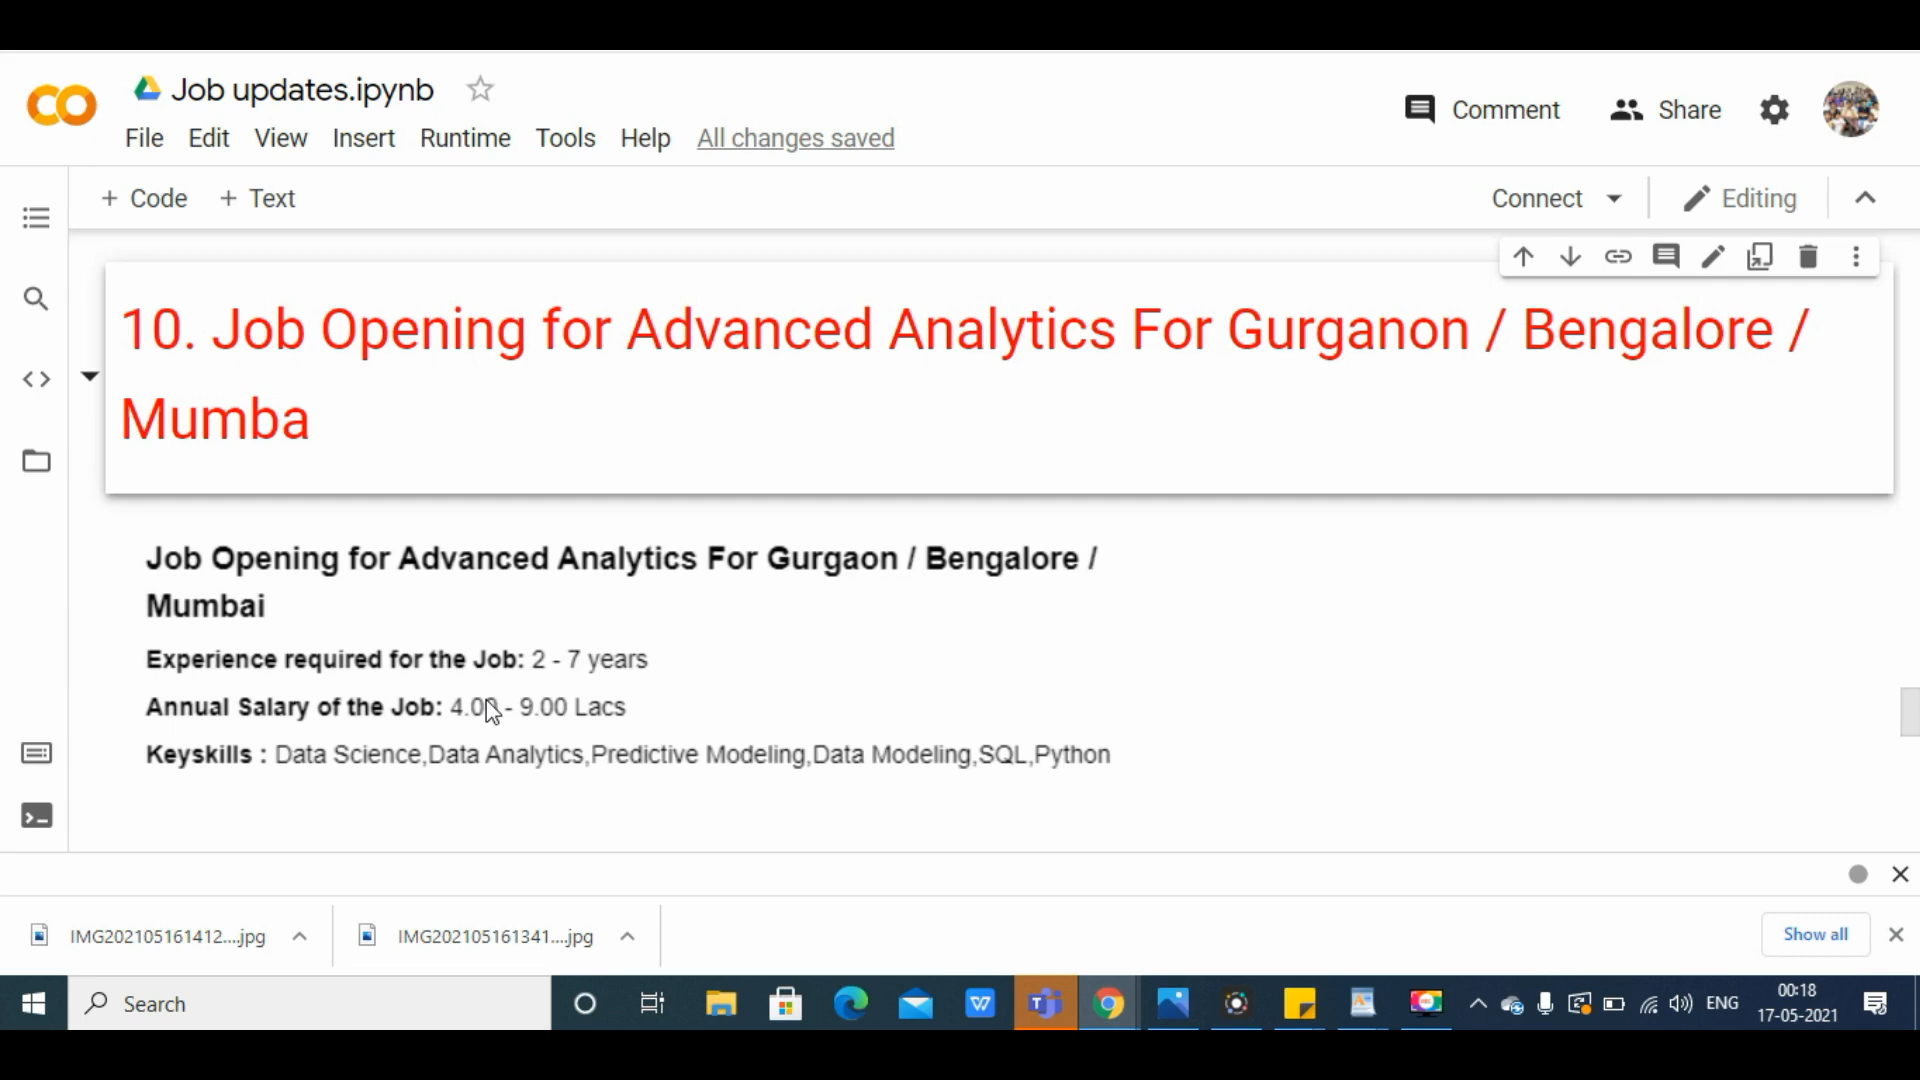 Job updates.ipynb
Comment
Share
File Edit View Insert Runtime Tools Help All changes saved
+ Code + Text
Connect
Editing
10. Job Opening for Advanced Analytics For Gurganon / Bengalore /
Mumba
Job Opening for Advanced Analytics For Gurgaon / Bengalore /
Mumbai
Experience required for the Job: 2 - 7 years
Annual Salary of the Job: 4.00 - 9.00 Lacs
Keyskills : Data Science,Data Analytics,Predictive Modeling,Data Modeling,SQL,Python
IMG202105161412....jpg
IMG202105161341....jpg
Show all
Search
ENG
00:18
17-05-2021